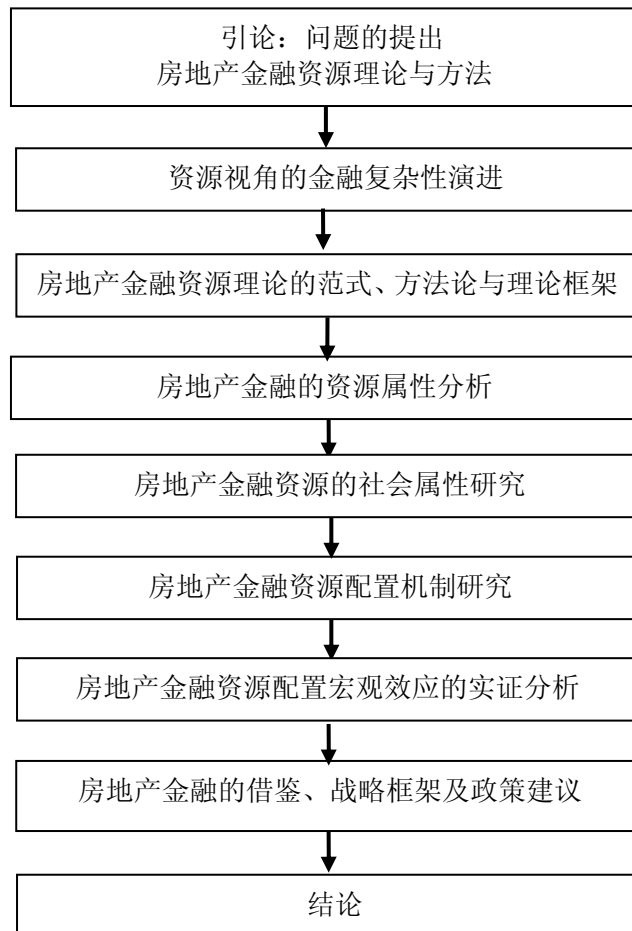 引论：问题的提出
房地产金融资源理论与方法
资源视角的金融复杂性演进
房地产金融资源理论的范式、方法论与理论框架
房地产金融的资源属性分析
房地产金融资源的社会属性研究
房地产金融资源配置机制研究
房地产金融资源配置宏观效应的实证分析
房地产金融的借鉴、战略框架及政策建议
结论